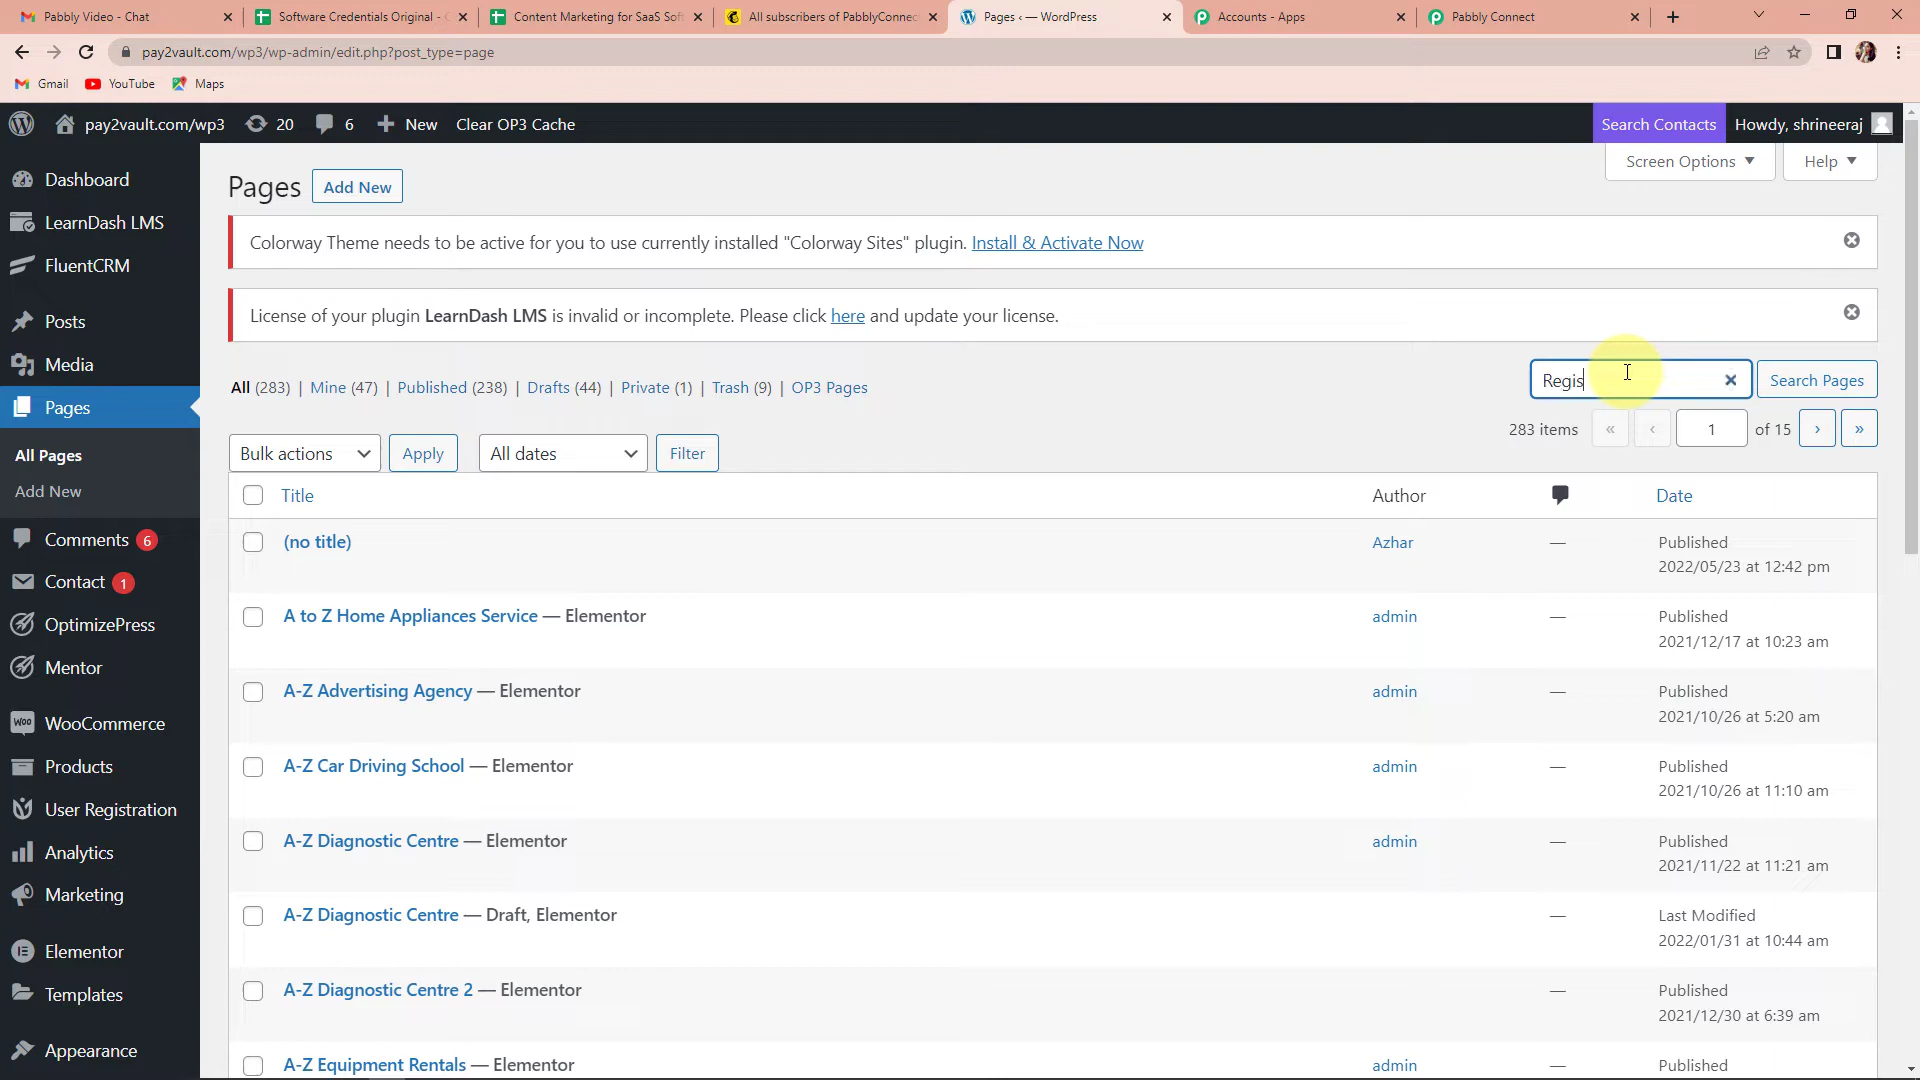 Pabbly Video - Chat
Software Credentials Original -
Content Marketing for SaaS Soft
All subscribers of PabblyConnec
Pages ‹ — WordPress
Accounts - Apps
Pabbly Connect
pay2vault.com/wp3/wp-admin/edit.php?post_type=page
Gmail
YouTube
Maps
pay2vault.com/wp3
20
6
New
Clear OP3 Cache
Search Contacts
Howdy, shrineeraj
Dashboard
LearnDash LMS
FluentCRM
Posts
Media
Pages
All Pages
Add New
Comments 6
Contact 1
OptimizePress
Mentor
WooCommerce
Products
User Registration
Analytics
Marketing
Elementor
Templates
Appearance
Screen Options
Help
Pages
Add New
Colorway Theme needs to be active for you to use currently installed "Colorway Sites" plugin. Install & Activate Now
License of your plugin LearnDash LMS is invalid or incomplete. Please click here and update your license.
All (283) | Mine (47) | Published (238) | Drafts (44) | Private (1) | Trash (9) | OP3 Pages
Regis
Search Pages
283 items « ‹ 1 of 15 › »
Bulk actions
Apply
All dates
Filter
Title Author Date
(no title) Azhar — Published
2022/05/23 at 12:42 pm
A to Z Home Appliances Service — Elementor admin — Published
2021/12/17 at 10:23 am
A-Z Advertising Agency — Elementor admin — Published
2021/10/26 at 5:20 am
A-Z Car Driving School — Elementor admin — Published
2021/10/26 at 11:10 am
A-Z Diagnostic Centre — Elementor admin — Published
2021/11/22 at 11:21 am
A-Z Diagnostic Centre — Draft, Elementor — Last Modified
2022/01/31 at 10:44 am
A-Z Diagnostic Centre 2 — Elementor — Published
2021/12/30 at 6:39 am
A-Z Equipment Rentals — Elementor admin — Published